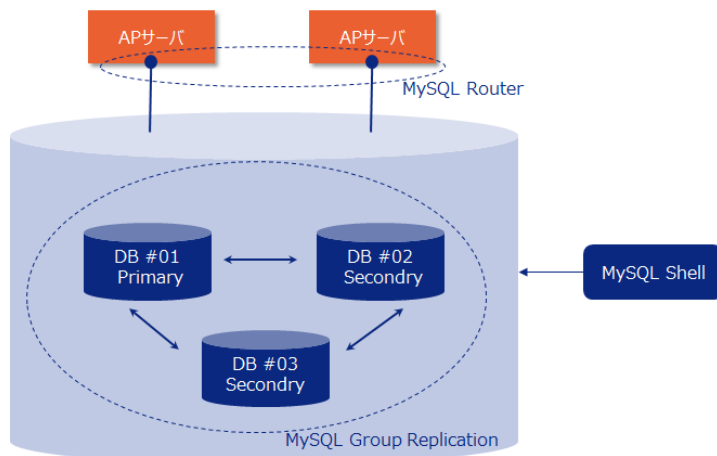 APサーバ
APサーバ
MySQL Router
DB #01
Primary
DB #02
Secondry
MySQL Shell
DB #03
Secondry
MySQL Group Replication